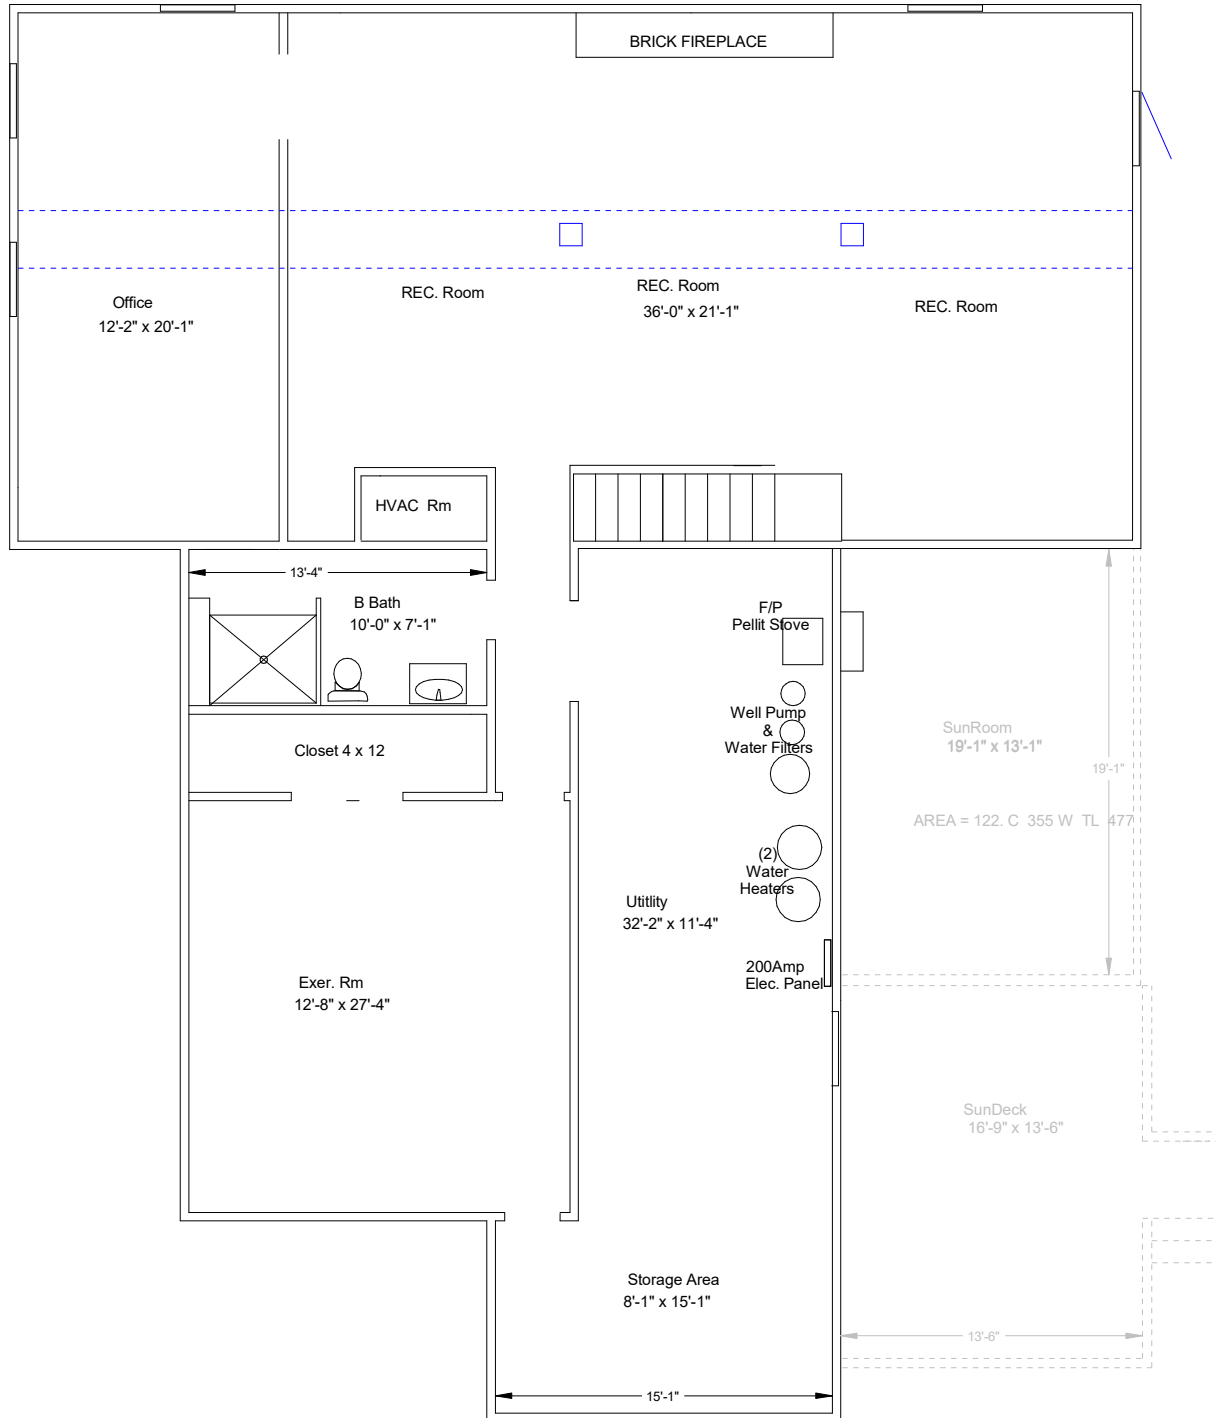 BRICK FIREPLACE
Office
12'-2" x 20'-1"
REC. Room
REC. Room
36'-0" x 21'-1"
REC. Room
HVAC Rm
13'-4"
B Bath
10'-0" x 7'-1"
F/P
Pellit Stove
Closet 4 x 12
Well Pump
&
Water Filters
SunRoom
19'-1" x 13'-1"
19'-1"
AREA = 122. C 355 W TL 477
(2)
Water
Heaters
Utitlity
32'-2" x 11'-4"
200Amp
Elec. Panel
Exer. Rm
12'-8" x 27'-4"
SunDeck
16'-9" x 13'-6"
Storage Area
8'-1" x 15'-1"
13'-6"
15'-1"